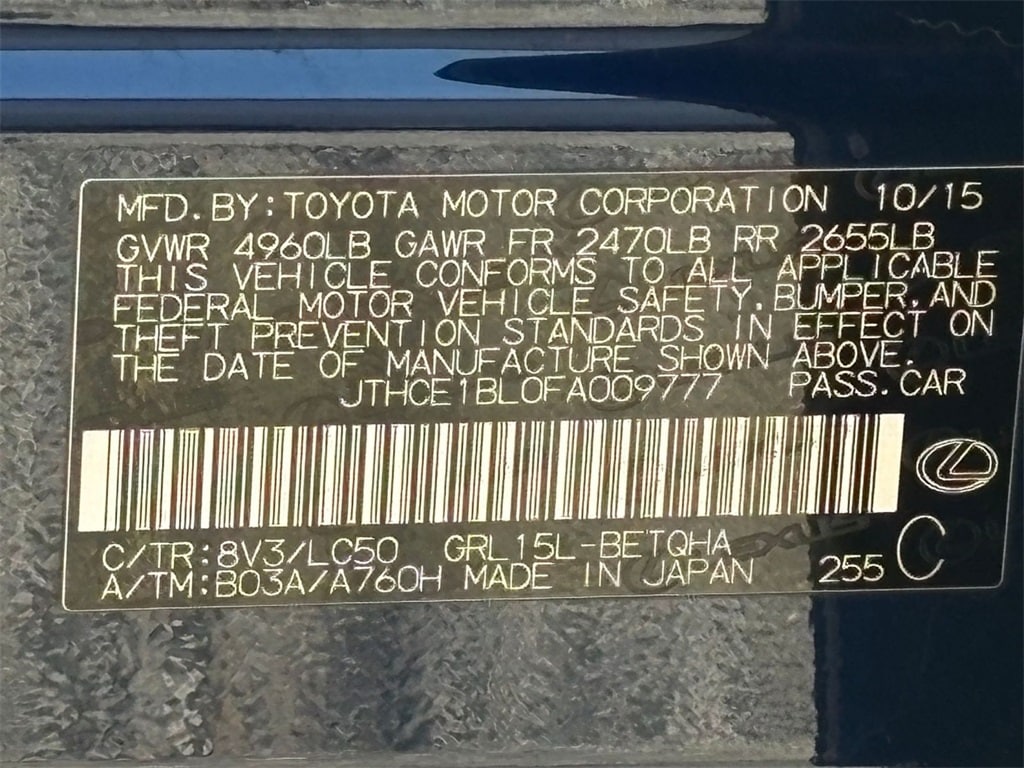 MFD. BY: TOYOTA MOTOR CORPORATION 10/15
GVWR 4960LB GAWR FR 2470LB RR 2655LB
THIS VEHICLE CONFORMS TO ALL APPLICABLE
FEDERAL MOTOR VEHICLE SAFETY, BUMPER, AND
THEFT PREVENTION STANDARDS IN EFFECT ON
THE DATE OF MANUFACTURE SHOWN ABOVE.
JTHCE1BL0FA009777 PASS. CAR
C/TR: 8V3/LC50 GRL15L-BETQHA
A/TM: B03A/A760H MADE IN JAPAN 255 C